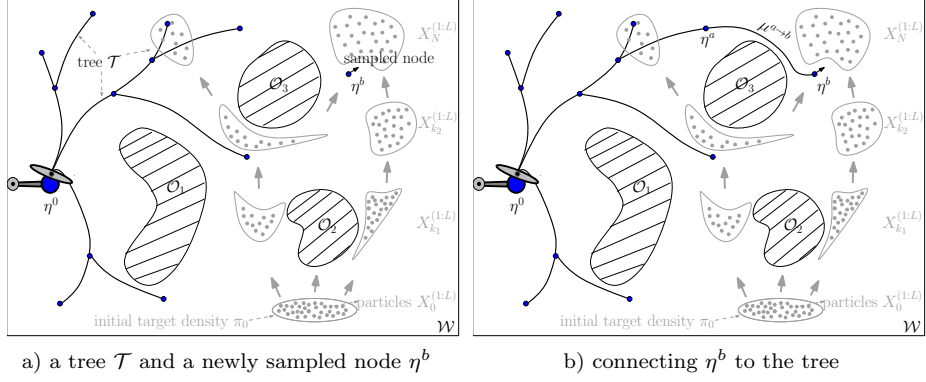 X_N^{(1:L)}
tree 𝒯
sampled node
η^b
𝒪_3
X_{k_2}^{(1:L)}
𝒪_1
η^0
𝒪_2
X_{k_1}^{(1:L)}
particles X_0^{(1:L)}
initial target density π_0
𝒲
a) a tree 𝒯 and a newly sampled node η^b
X_N^{(1:L)}
η^a
μ^{a→b}
η^b
𝒪_3
X_{k_2}^{(1:L)}
𝒪_1
η^0
𝒪_2
X_{k_1}^{(1:L)}
particles X_0^{(1:L)}
initial target density π_0
𝒲
b) connecting η^b to the tree